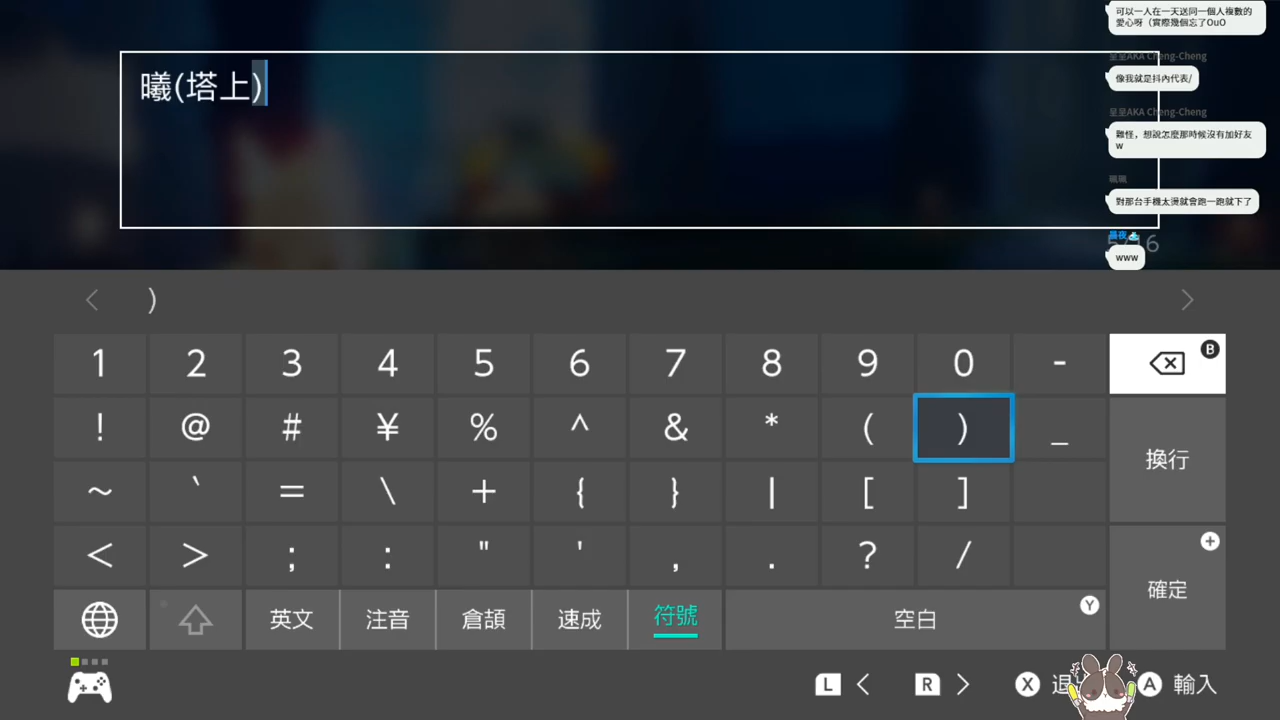 可以一人在一天送同一個人複數的
愛心呀（實際幾個忘了OuO
呈呈AKA Cheng-Cheng
像我就是抖內代表/
呈呈AKA Cheng-Cheng
難怪，想說怎麼那時候沒有加好友
w
對那台手機太燙就會跑一跑就下了
www
曦(塔上)
5/16
)
1 2 3 4 5 6 7 8 9 0 - B
! @ # ¥ % ^ & * ( ) _
換行
~ ` = \ + { } | [ ]
< > ; : " ' , . ? /
確定
英文 注音 倉頡 速成 符號 空白 Y
L R X A 輸入